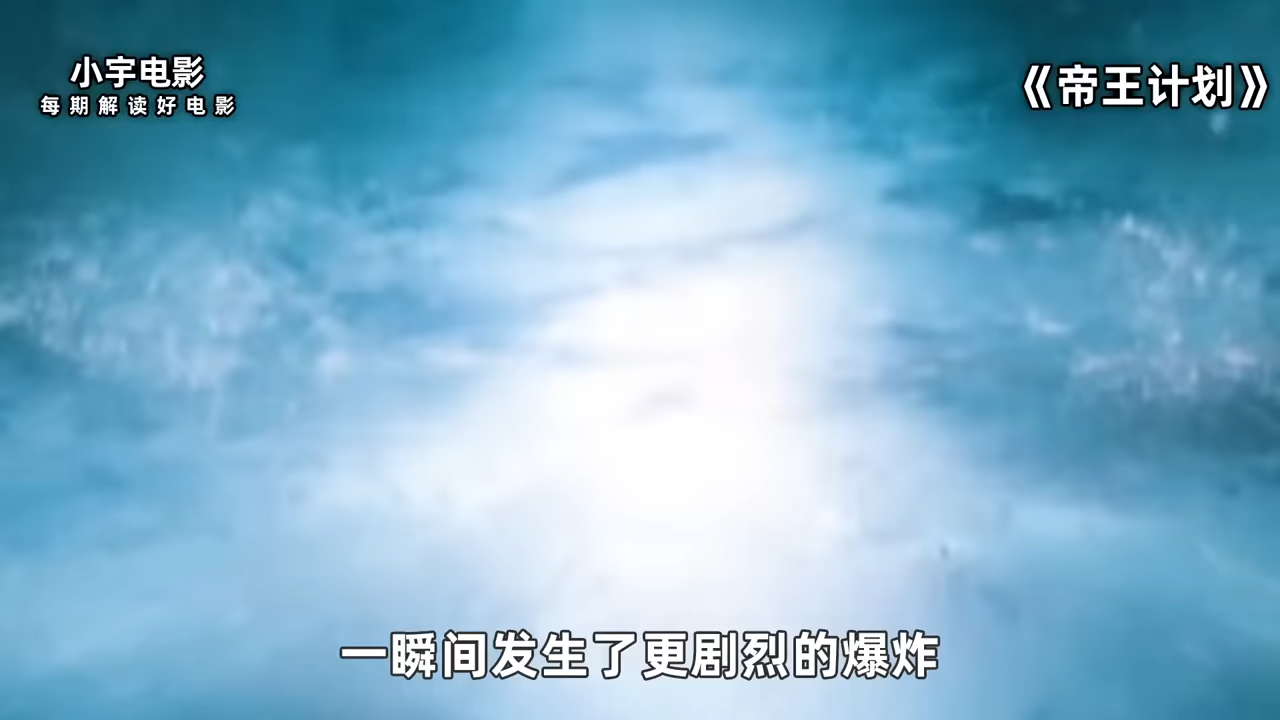 小宇电影
每期解读好电影
《帝王计划》
一瞬间发生了更剧烈的爆炸